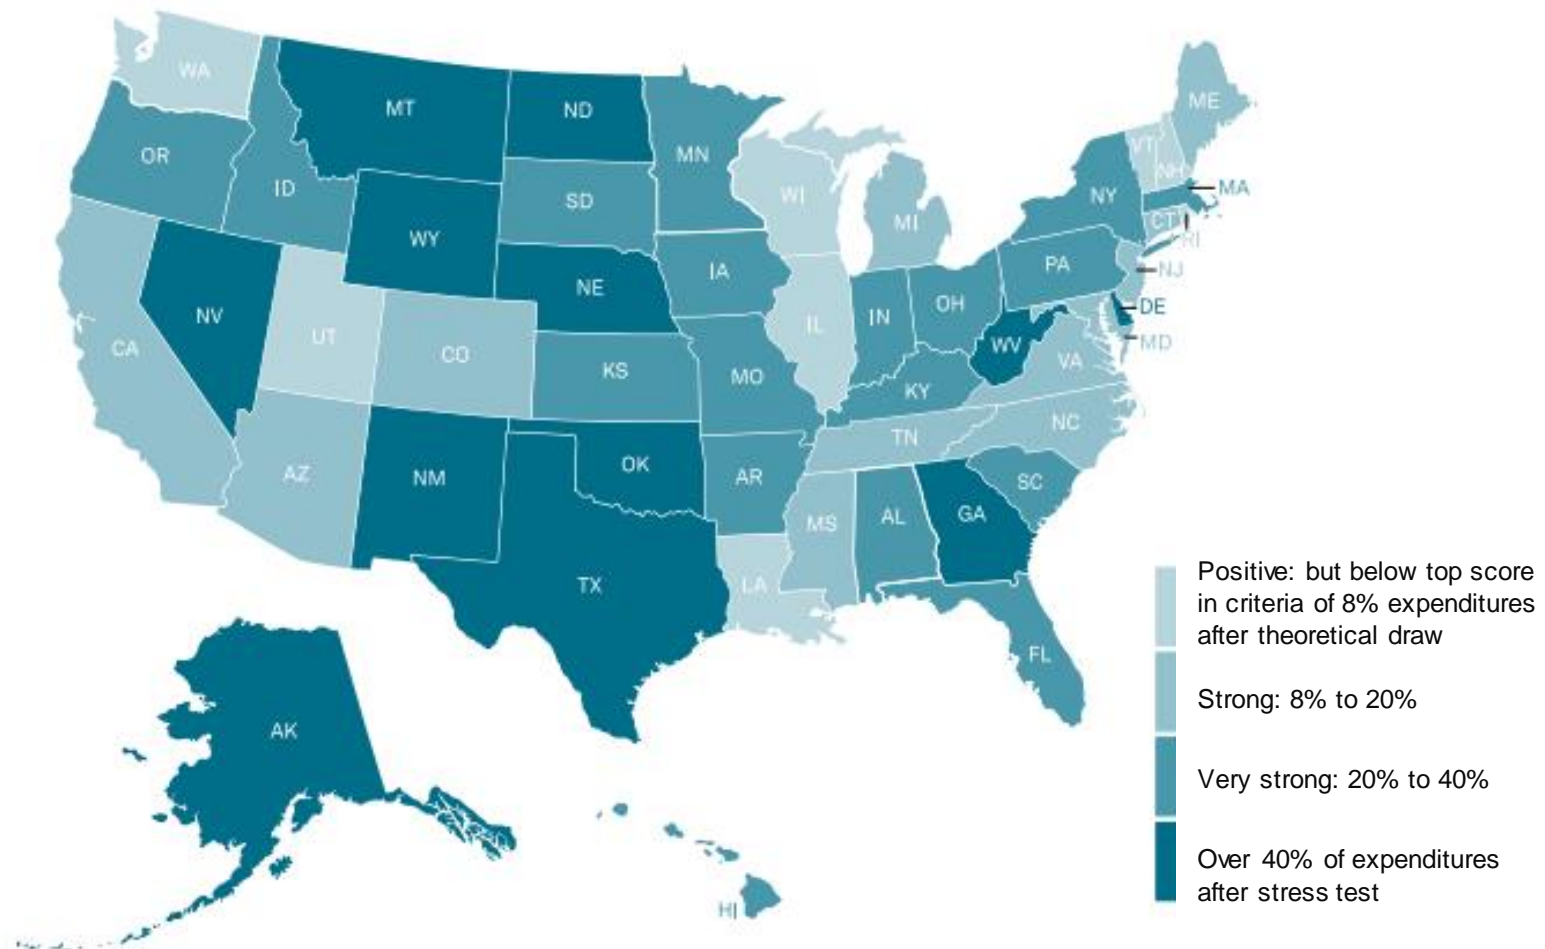 WA
MT
ND
ME
OR
MN
VT
ID
NH
SD
WI
MA
NY
MI
CT
WY
RI
IA
PA
NJ
NE
OH
DE
NV
IN
IL
UT
WV
MD
CA
CO
VA
KS
MO
KY
NC
TN
OK
AZ
NM
AR
SC
AL
GA
MS
Positive: but below top score
TX
LA
in criteria of 8% expenditures
after theoretical draw
FL
Strong: 8% to 20%
AK
Very strong: 20% to 40%
Over 40% of expenditures
after stress test
HI